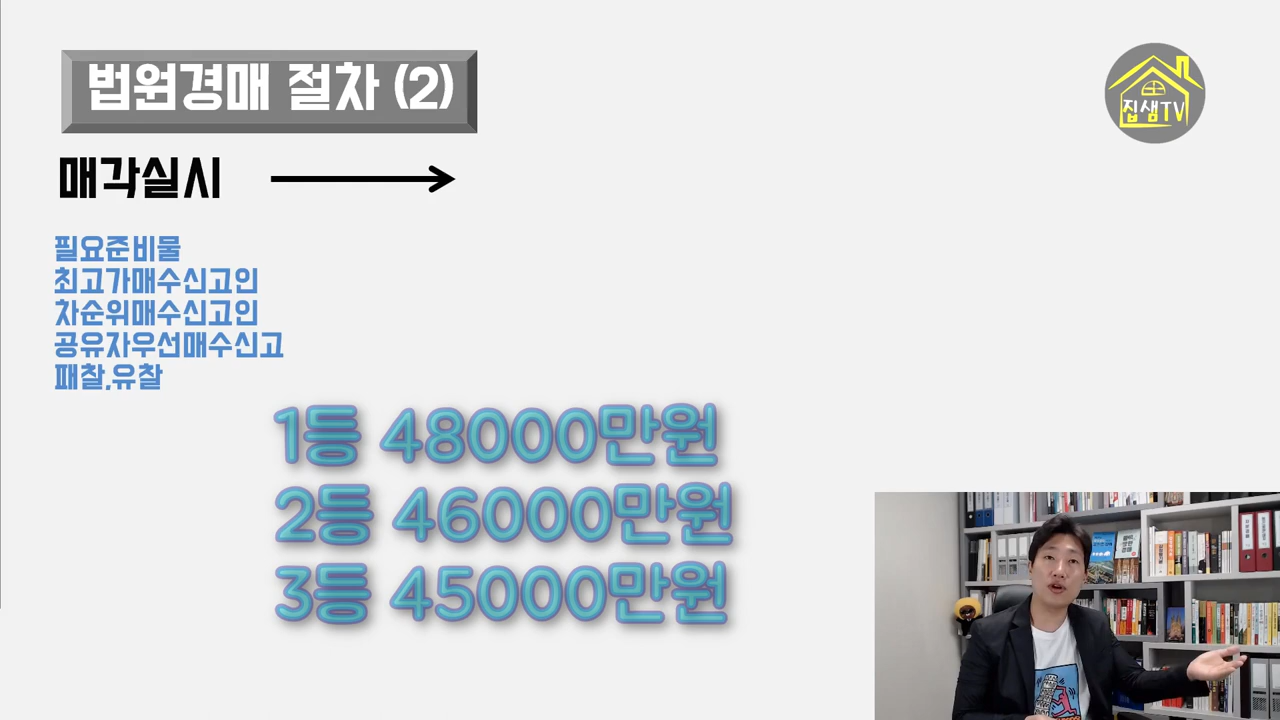 법원경매 절차 (2)
집샘TV
매각실시
필요준비물
최고가매수신고인
차순위매수신고인
공유자우선매수신고
패찰,유찰
1등 48000만원
2등 46000만원
3등 45000만원